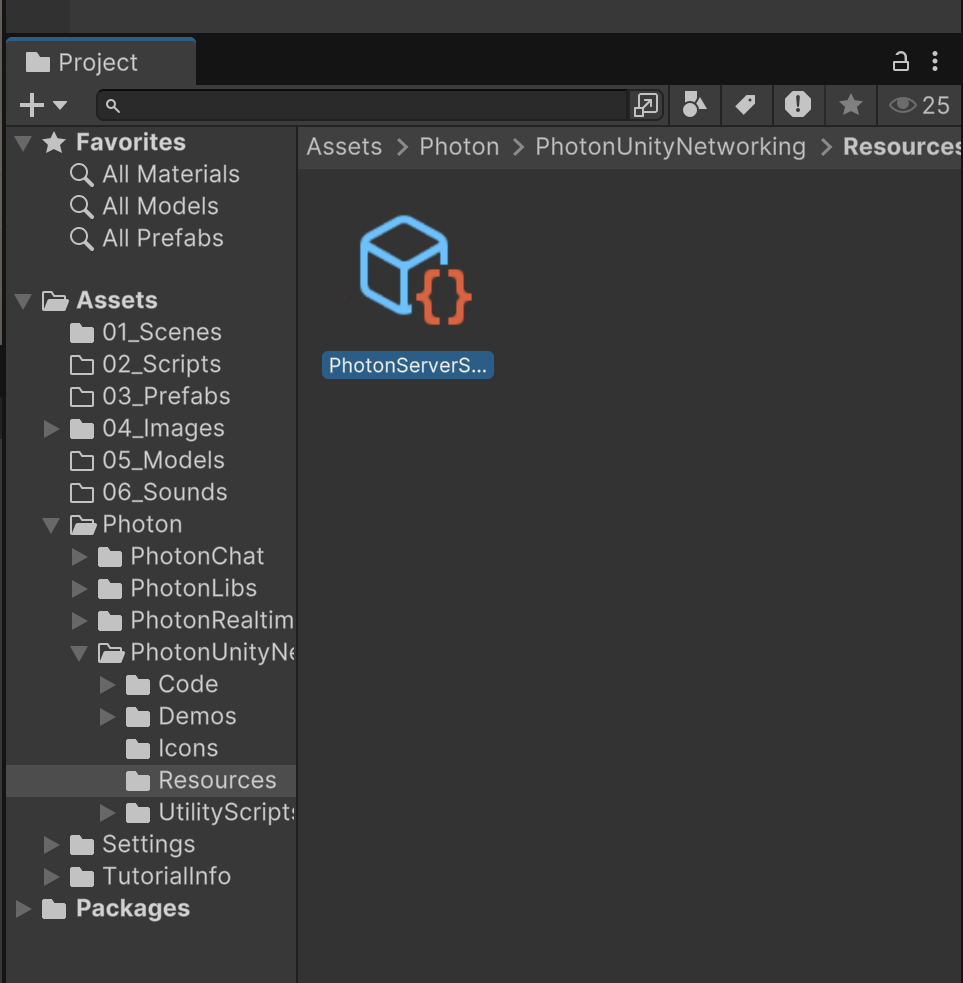 Project
25
Favorites
All Materials
All Models
All Prefabs
Assets
01_Scenes
02_Scripts
03_Prefabs
04_Images
05_Models
06_Sounds
Photon
PhotonChat
PhotonLibs
PhotonRealtim
PhotonUnityNe
Code
Demos
Icons
Resources
UtilityScripts
Settings
TutorialInfo
Packages
Assets > Photon > PhotonUnityNetworking > Resources
PhotonServerS...